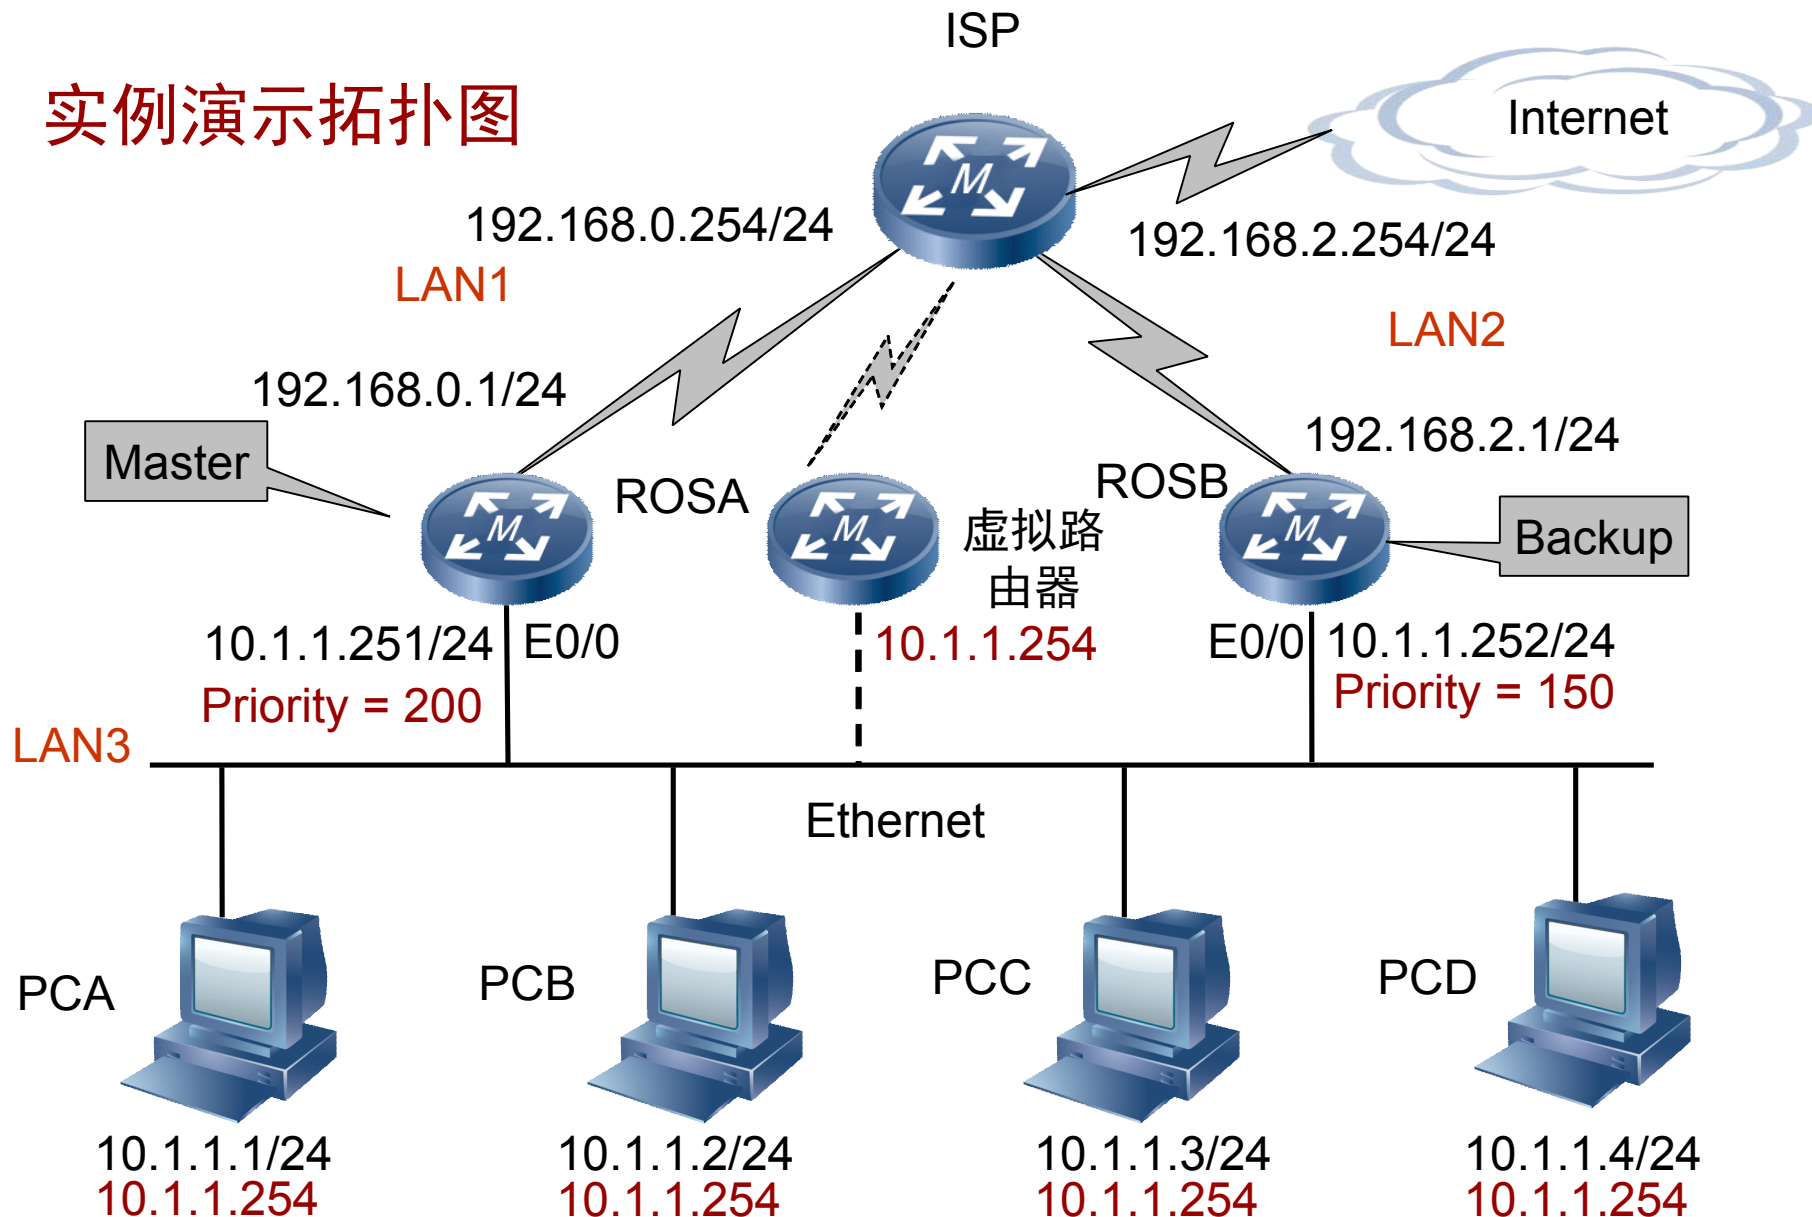 ISP
实例演示拓扑图
Internet
192.168.0.254/24
192.168.2.254/24
LAN1
LAN2
192.168.0.1/24
192.168.2.1/24
Master
ROSA
ROSB
虚拟路
由器
Backup
10.1.1.251/24
E0/0
10.1.1.254
E0/0
10.1.1.252/24
Priority = 200
Priority = 150
LAN3
Ethernet
PCA
PCB
PCC
PCD
10.1.1.1/24
10.1.1.254
10.1.1.2/24
10.1.1.254
10.1.1.3/24
10.1.1.254
10.1.1.4/24
10.1.1.254
M
M
M
M